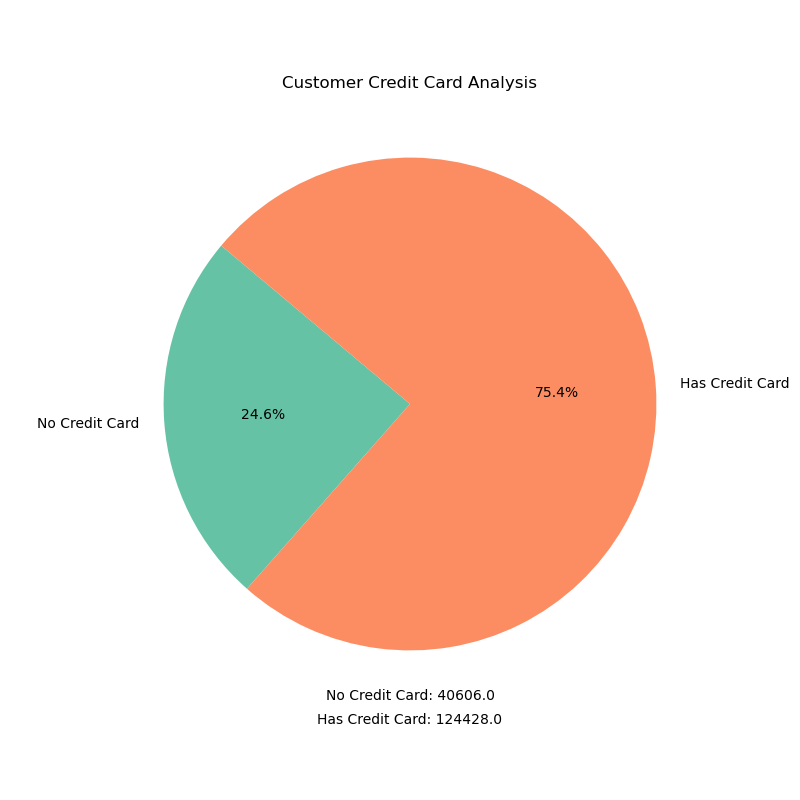 Customer Credit Card Analysis
75.4%
Has Credit Card
24.6%
No Credit Card
No Credit Card: 40606.0
Has Credit Card: 124428.0